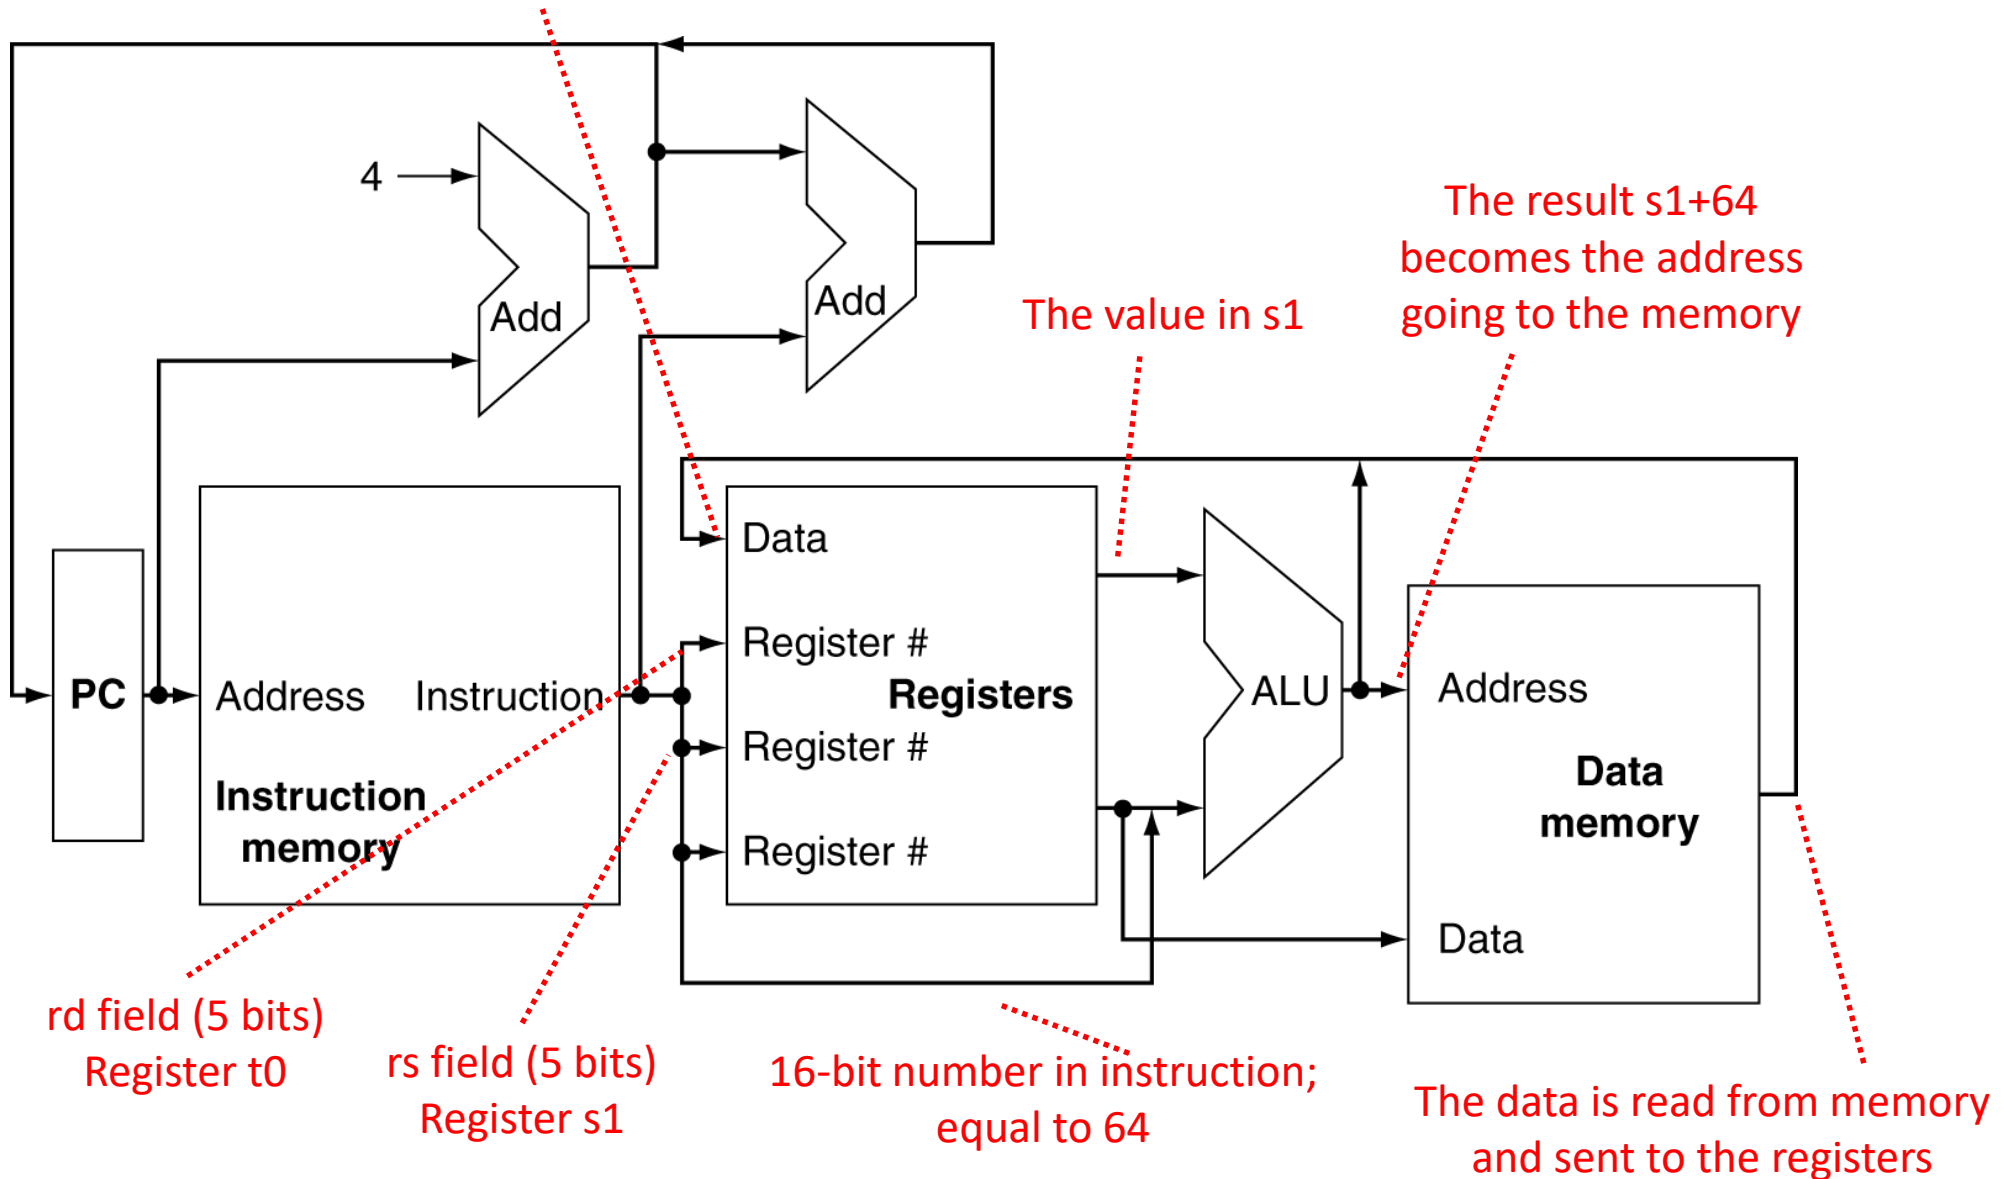 4
Add
Add
The result s1+64
becomes the address
going to the memory
The value in s1
Data
Register #
PC
Address
Instruction
Registers
ALU
Address
Register #
Instruction
memory
Data
memory
Register #
Data
rd field (5 bits)
Register t0
rs field (5 bits)
Register s1
16-bit number in instruction;
equal to 64
The data is read from memory
and sent to the registers